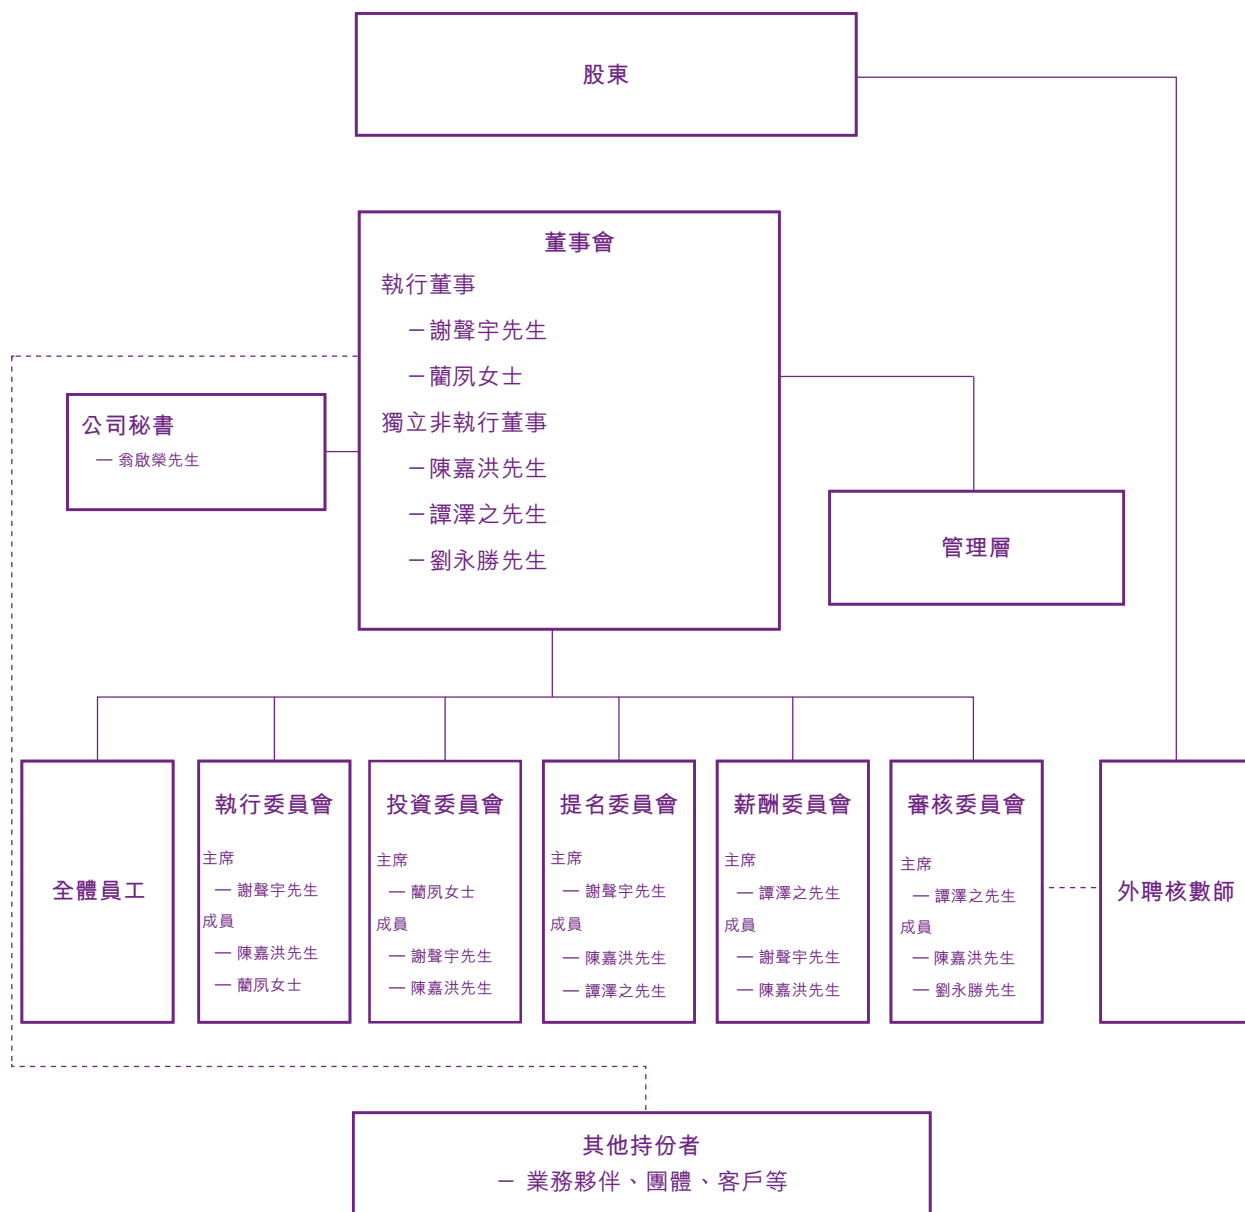 股東
董事會
執行董事
－謝聲宇先生
－藺夙女士
獨立非執行董事
－陳嘉洪先生
－譚澤之先生
－劉永勝先生
公司秘書
— 翁啟榮先生
管理層
全體員工
執行委員會
主席
— 謝聲宇先生
成員
— 陳嘉洪先生
— 藺夙女士
投資委員會
主席
— 藺夙女士
成員
— 謝聲宇先生
— 陳嘉洪先生
提名委員會
主席
— 謝聲宇先生
成員
— 陳嘉洪先生
— 譚澤之先生
薪酬委員會
主席
— 譚澤之先生
成員
— 謝聲宇先生
— 陳嘉洪先生
審核委員會
主席
— 譚澤之先生
成員
— 陳嘉洪先生
— 劉永勝先生
外聘核數師
其他持份者
－ 業務夥伴、團體、客戶等